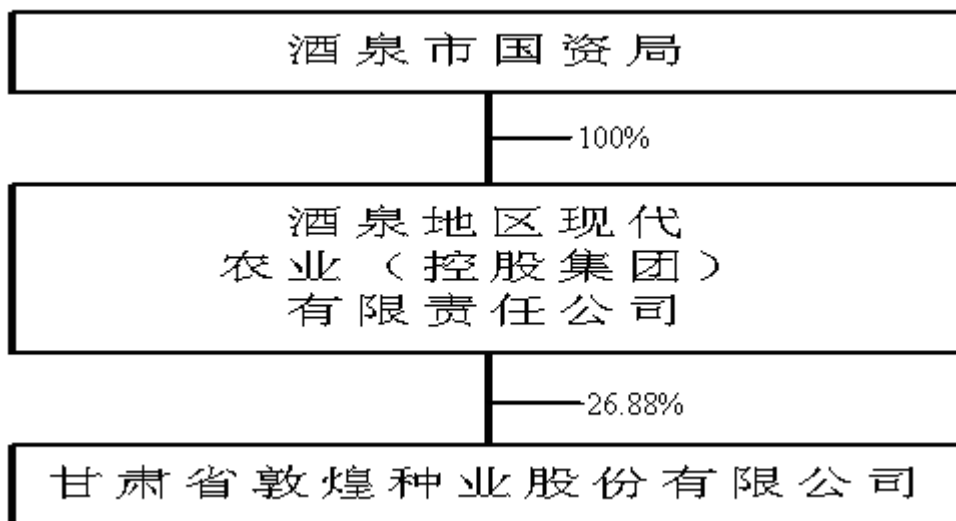 酒泉市国资局
100%
酒泉地区现代
农业（控股集团）
有限责任公司
26.88%
甘肃省敦煌种业股份有限公司